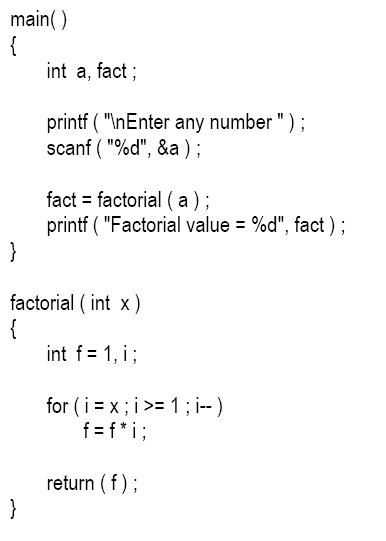 main( )
{
int  a, fact ;
printf ( "\nEnter any number " ) ;
scanf ( "%d", &a ) ;
fact = factorial ( a ) ;
printf ( "Factorial value = %d", fact ) ;
}
factorial ( int  x )
{
int  f = 1, i ;
for ( i = x ; i >= 1 ; i-- )
f = f * i ;
return ( f ) ;
}